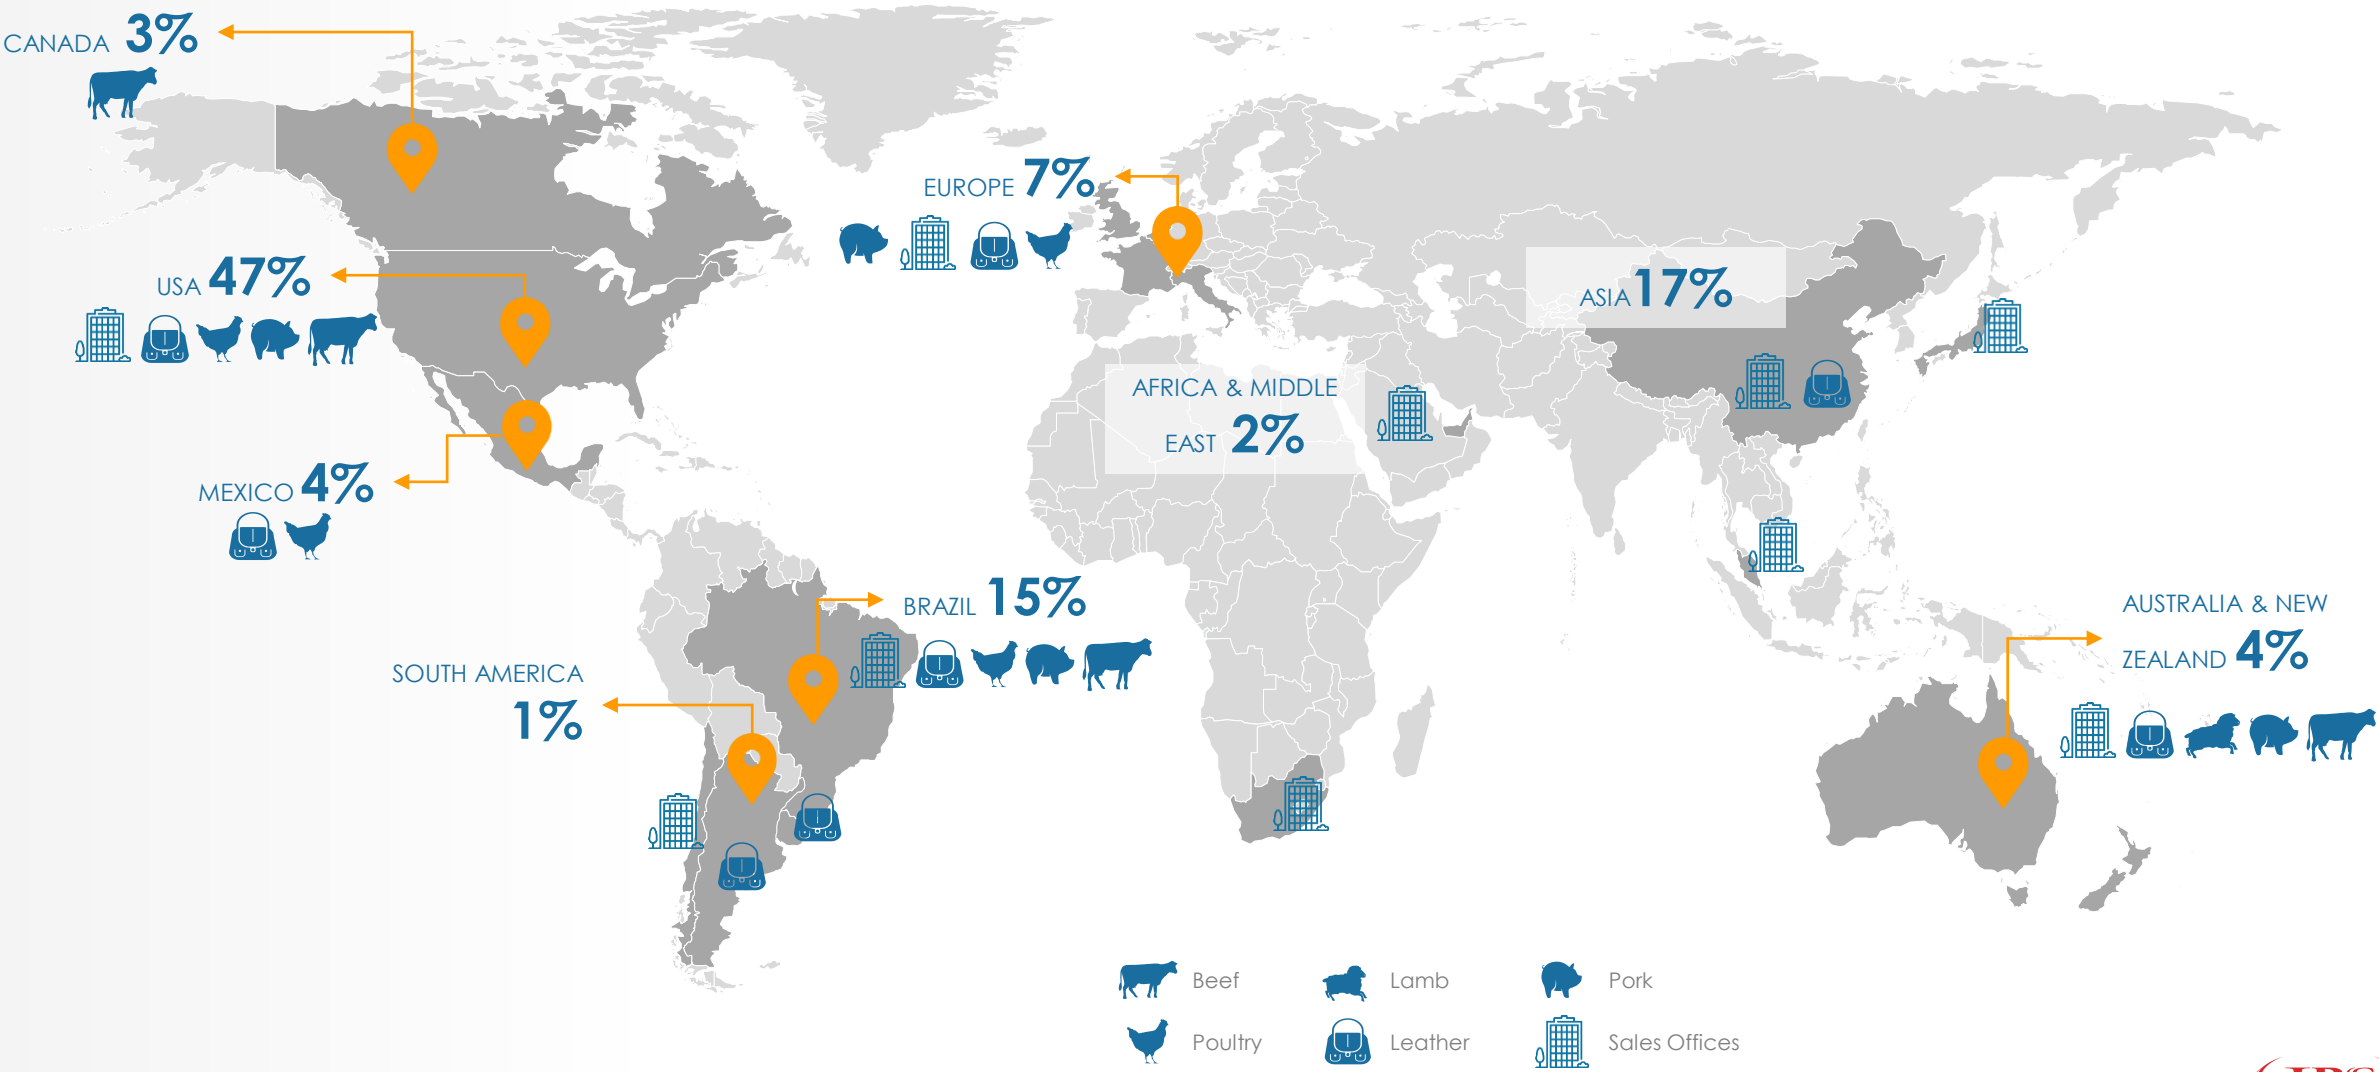 CANADA 3%
EUROPE 7%
USA 47%
ASIA 17%
AFRICA & MIDDLE
EAST 2%
MEXICO 4%
BRAZIL 15%
AUSTRALIA & NEW
ZEALAND 4%
SOUTH AMERICA
1%
Beef
Lamb
Pork
Poultry
Leather
Sales Offices